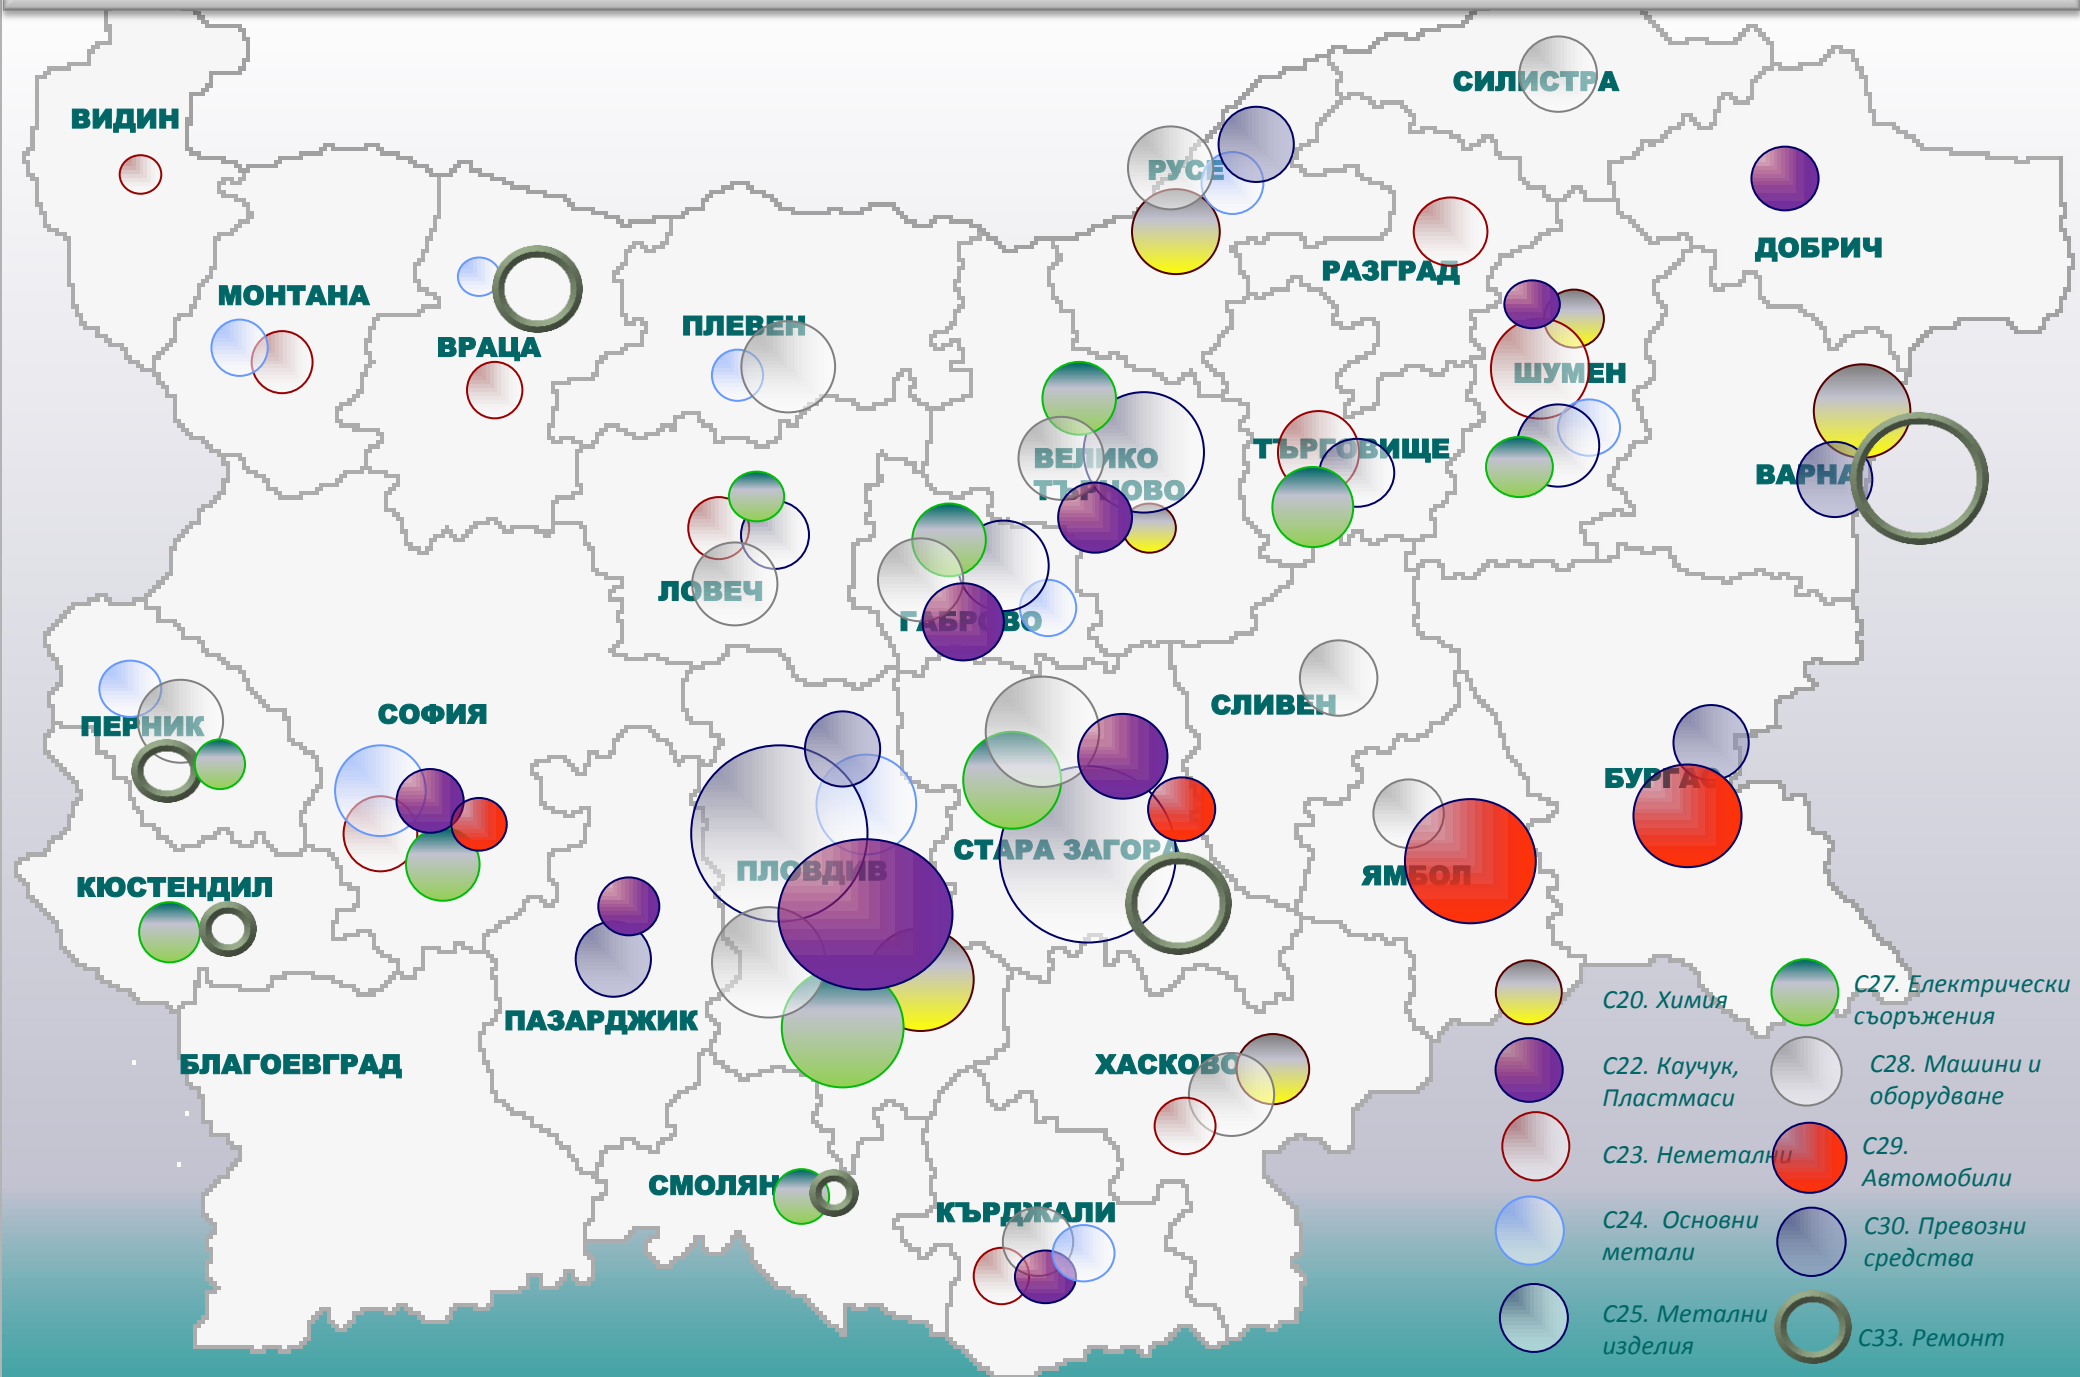 СИЛИСТРА
ВИДИН
РУСЕ
ДОБРИЧ
РАЗГРАД
МОНТАНА
ПЛЕВЕН
ВРАЦА
ШУМЕН
ТЪРГОВИЩЕ
ВЕЛИКО
ТЪРНОВО
ВАРНА
ЛОВЕЧ
ГАБРОВО
СЛИВЕН
СОФИЯ
ПЕРНИК
БУРГАС
СТАРА ЗАГОРА
ПЛОВДИВ
ЯМБОЛ
КЮСТЕНДИЛ
ПАЗАРДЖИК
БЛАГОЕВГРАД
ХАСКОВО
СМОЛЯН
КЪРДЖАЛИ
С20. Химия
С22. Каучук,
Пластмаси
С23. Неметални
С24. Основни
метали
С25. Метални
изделия
С27. Електрически
съоръжения
С28. Машини и
оборудване
С29.
Автомобили
С30. Превозни
средства
С33. Ремонт